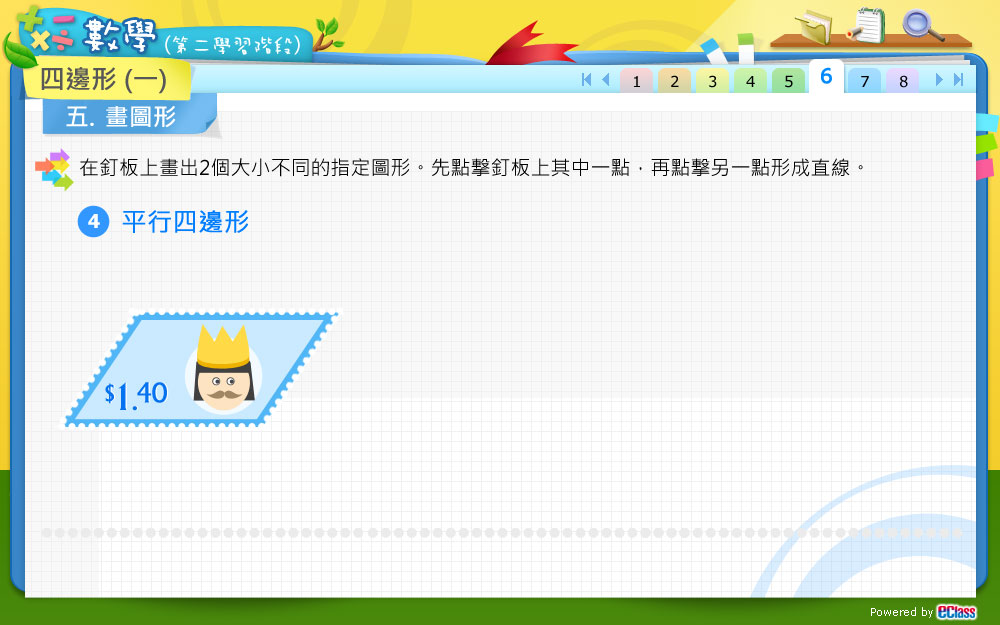 數學 (第二學習階段)
四邊形 (一)
1 2 3 4 5 6 7 8
五. 畫圖形
在釘板上畫出2個大小不同的指定圖形。先點擊釘板上其中一點，再點擊另一點形成直線。
4 平行四邊形
$1.40
Powered by eClass